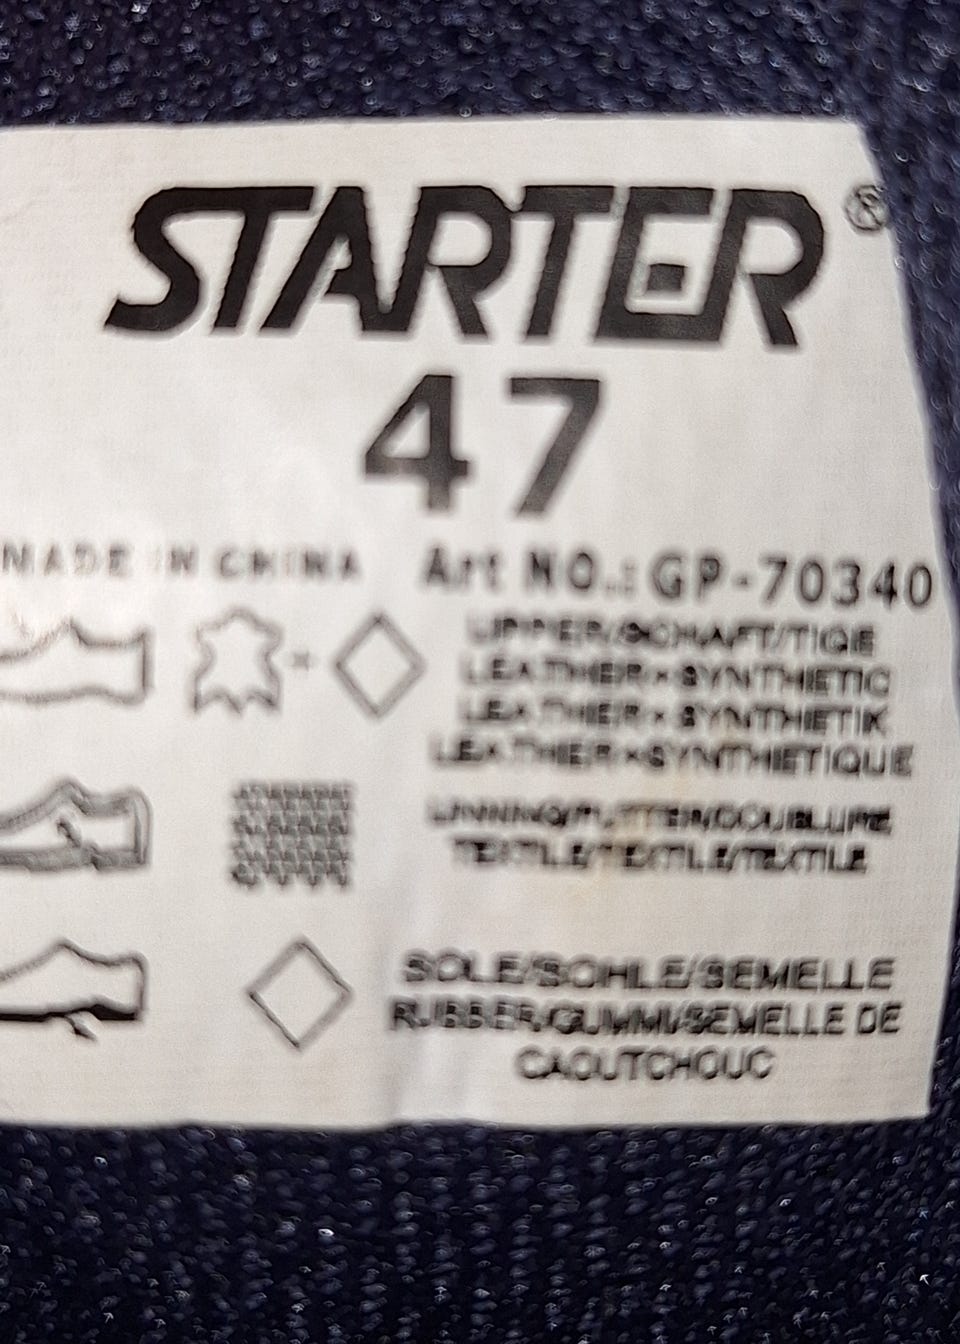 STARTER®
47
MADE IN CHINA
Art NO.:GP-70340
UPPER/SCHAFT/TIGE
LEATHER×SYNTHETIC
LEATHER×SYNTHETIK
LEATHER×SYNTHETIQUE
LINNING/FUTTER/DOUBLURE
TEXTILE/TEXTILE/TEXTILE
SOLE/SOHLE/SEMELLE
RUBBER/GUMMI/SEMELLE DE
CAOUTCHOUC